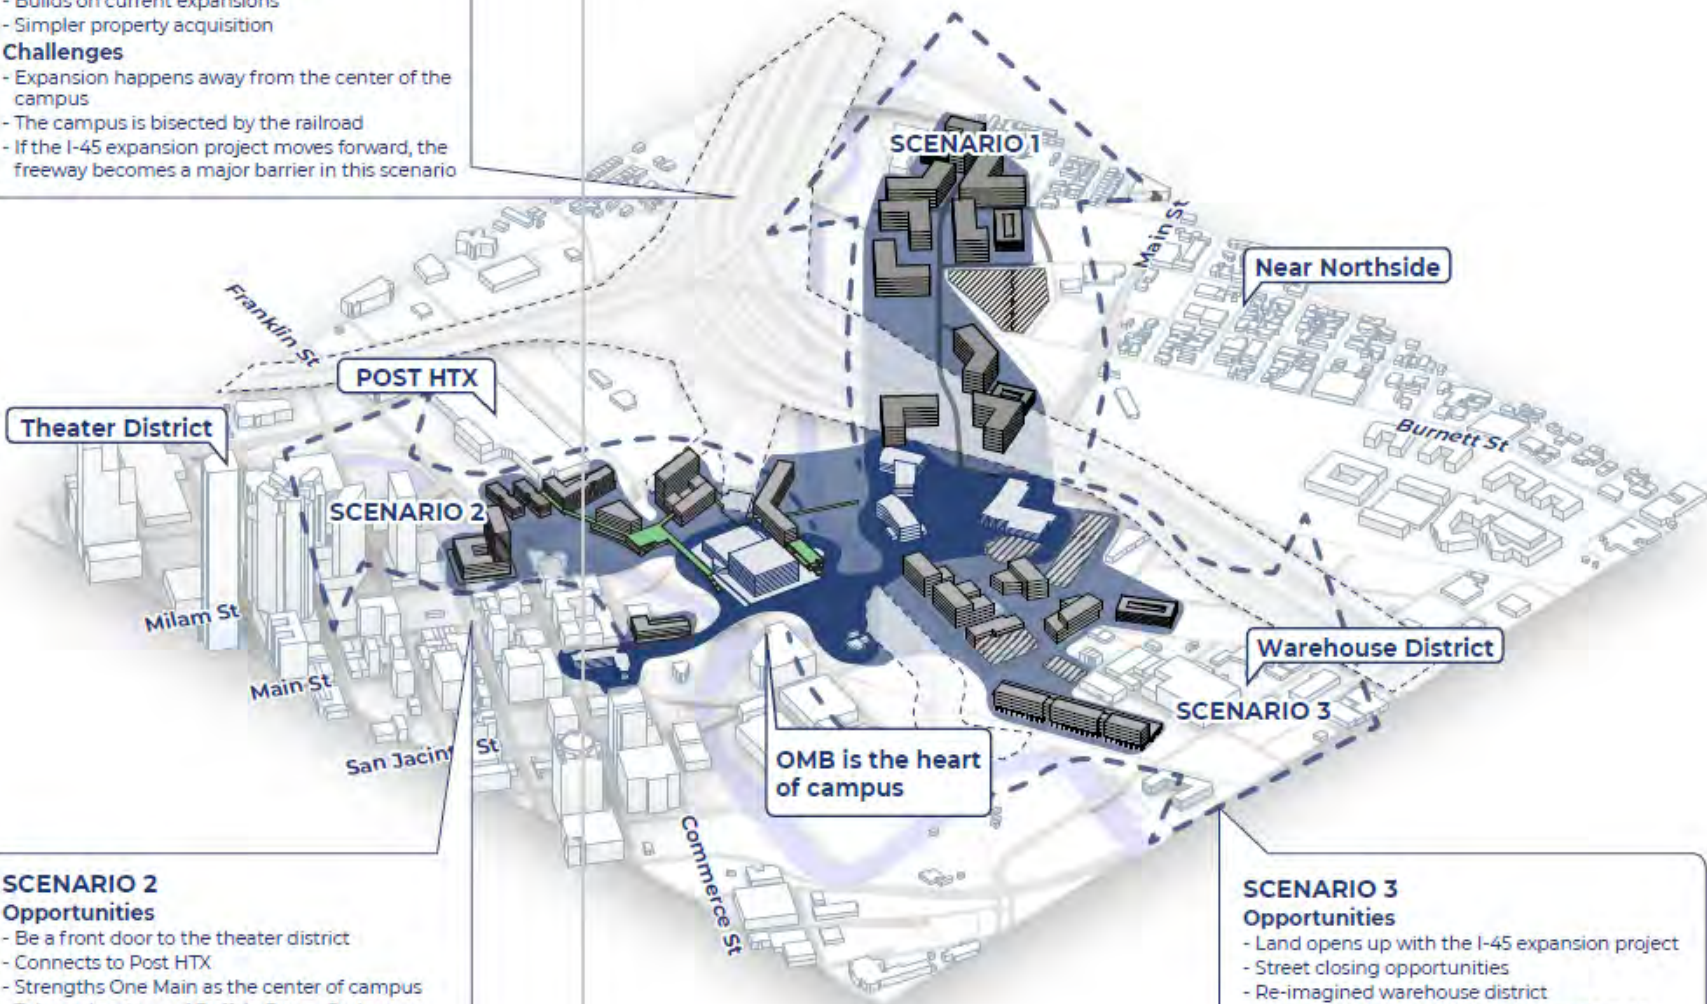 - Builds on current expansions
- Simpler property acquisition
Challenges
- Expansion happens away from the center of the
campus
- The campus is bisected by the railroad
- If the I-45 expansion project moves forward, the
freeway becomes a major barrier in this scenario
SCENARIO 1
Main St
Near Northside
Franklin St
POST HTX
Theater District
Burnett St
SCENARIO 2
Milam St
Main St
San Jacinto St
Warehouse District
SCENARIO 3
OMB is the heart
of campus
Commerce St
SCENARIO 2
Opportunities
- Be a front door to the theater district
- Connects to Post HTX
- Strengths One Main as the center of campus
SCENARIO 3
Opportunities
- Land opens up with the I-45 expansion project
- Street closing opportunities
- Re-imagined warehouse district